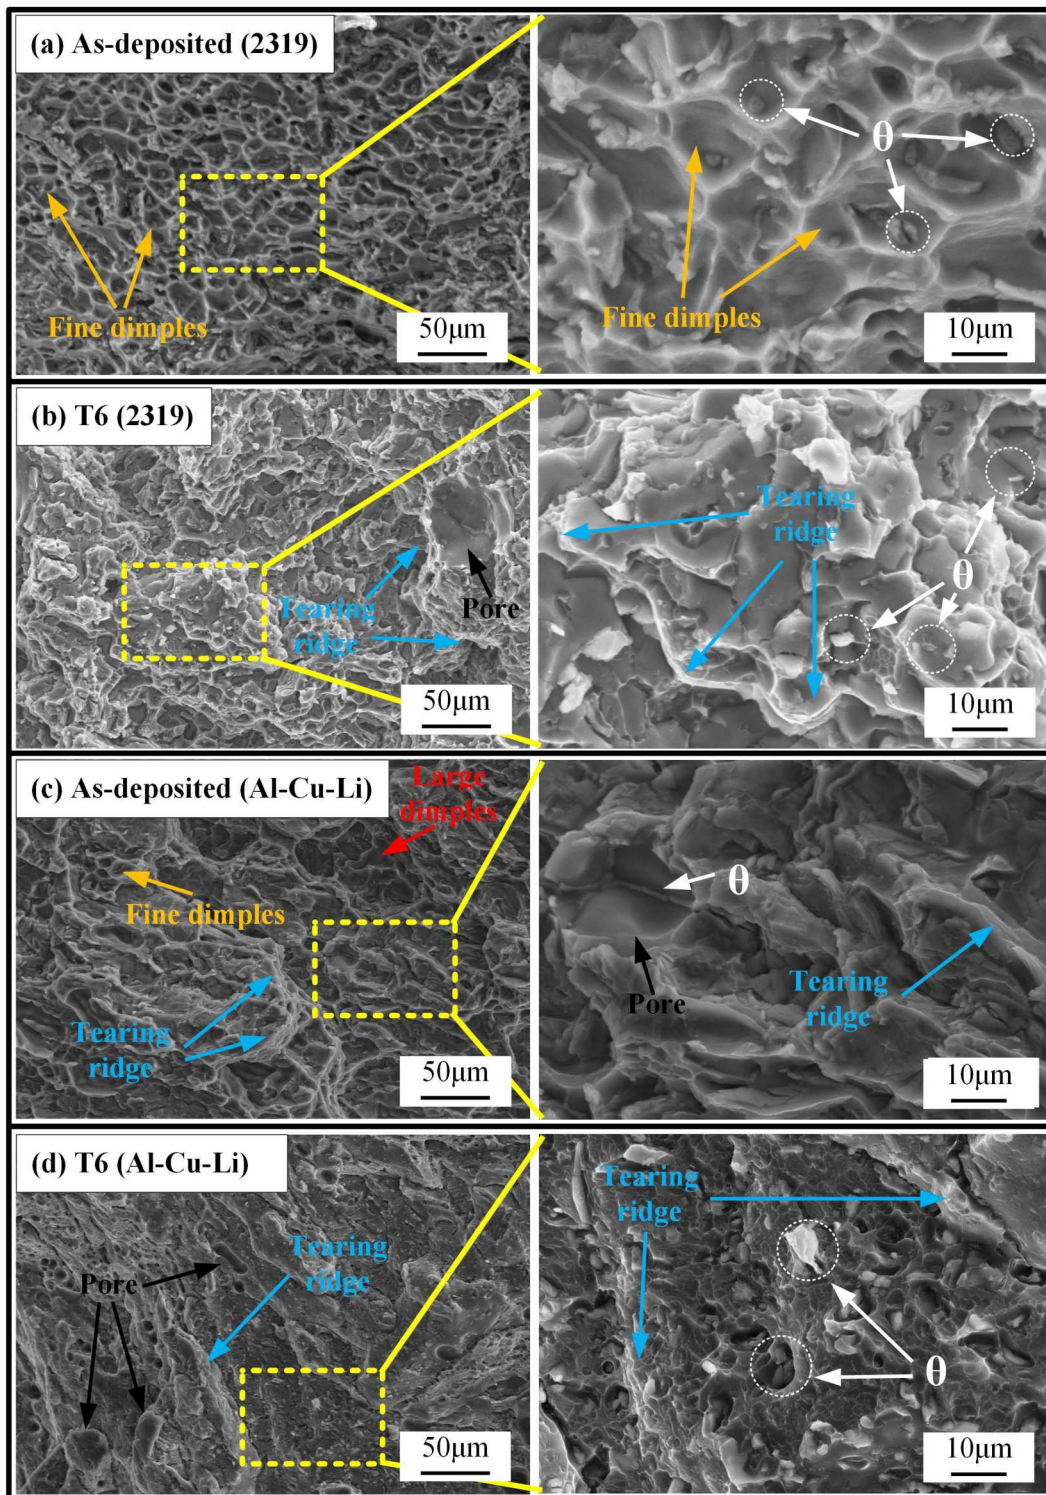 (a) As-deposited (2319)
Fine dimples
50μm
θ
Fine dimples
10μm
(b) T6 (2319)
Tearing
ridge
Pore
50μm
Tearing
ridge
θ
10μm
(c) As-deposited (Al-Cu-Li)
Large
dimples
Fine dimples
Tearing
ridge
50μm
θ
Pore
Tearing
ridge
10μm
(d) T6 (Al-Cu-Li)
Pore
Tearing
ridge
50μm
Tearing
ridge
θ
10μm